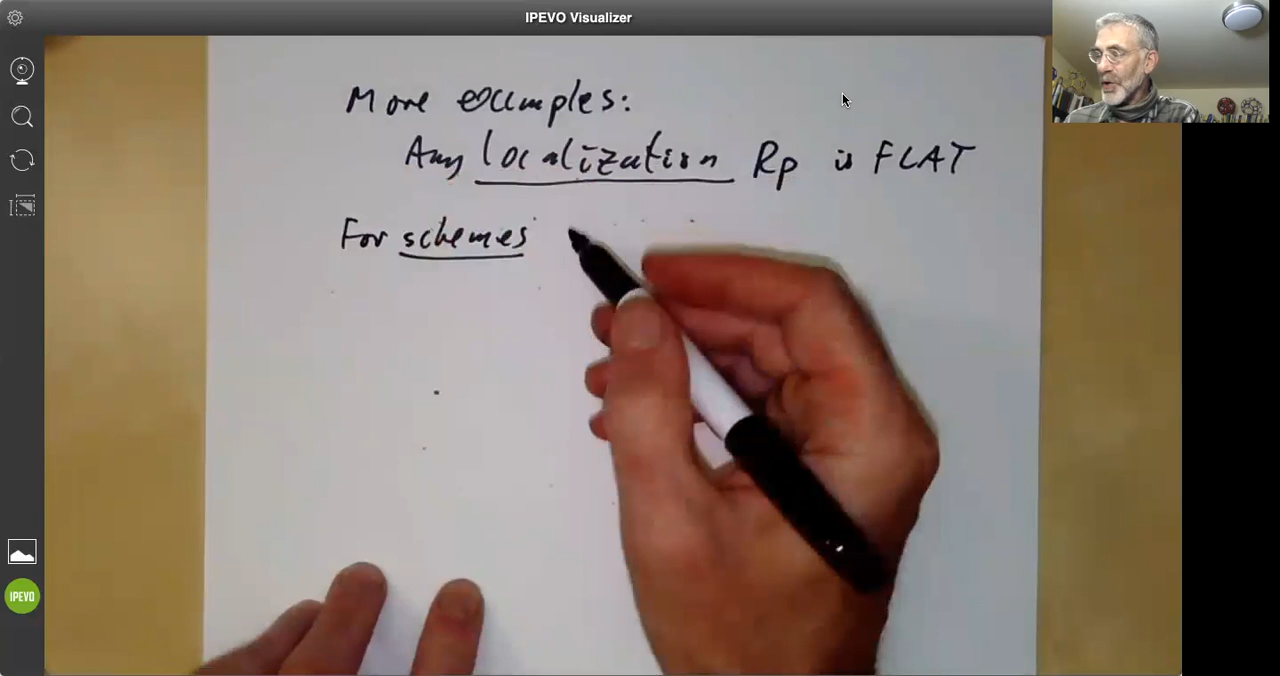 IPEVO Visualizer
More examples:
Any localization Rp is FLAT
For schemes
IPEVO